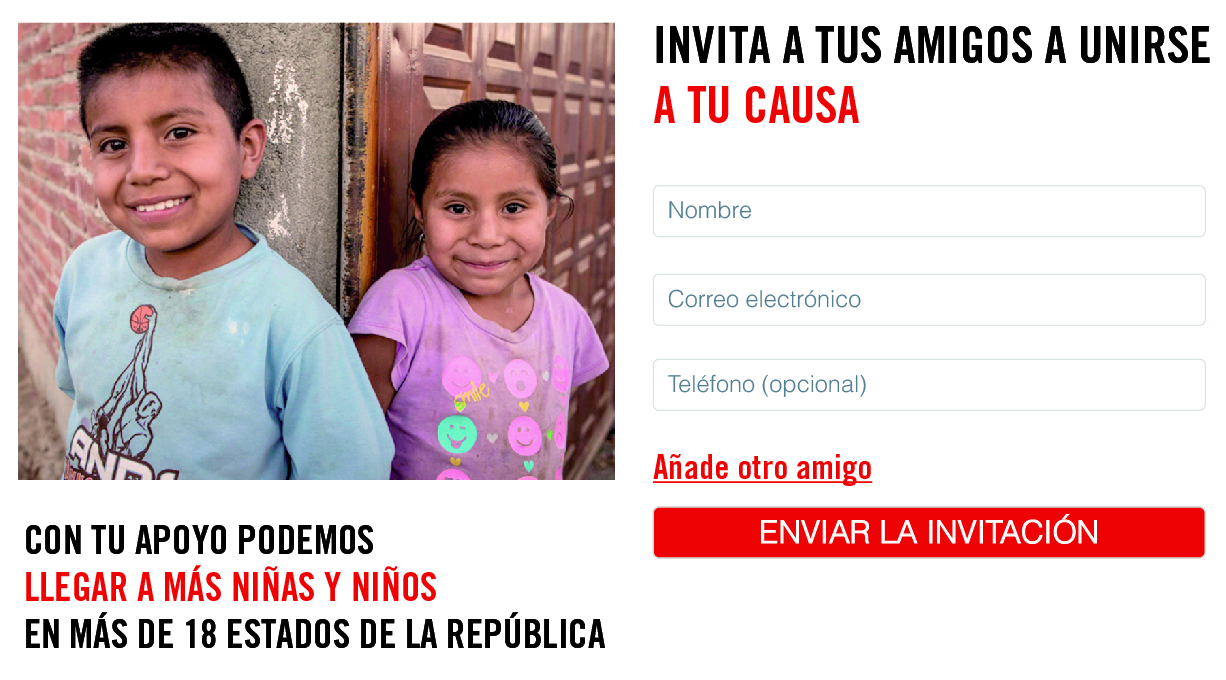 INVITA A TUS AMIGOS A UNIRSE
A TU CAUSA
Nombre
Correo electrónico
Teléfono (opcional)
Añade otro amigo
ENVIAR LA INVITACIÓN
smile
CON TU APOYO PODEMOS
LLEGAR A MÁS NIÑAS Y NIÑOS
EN MÁS DE 18 ESTADOS DE LA REPÚBLICA